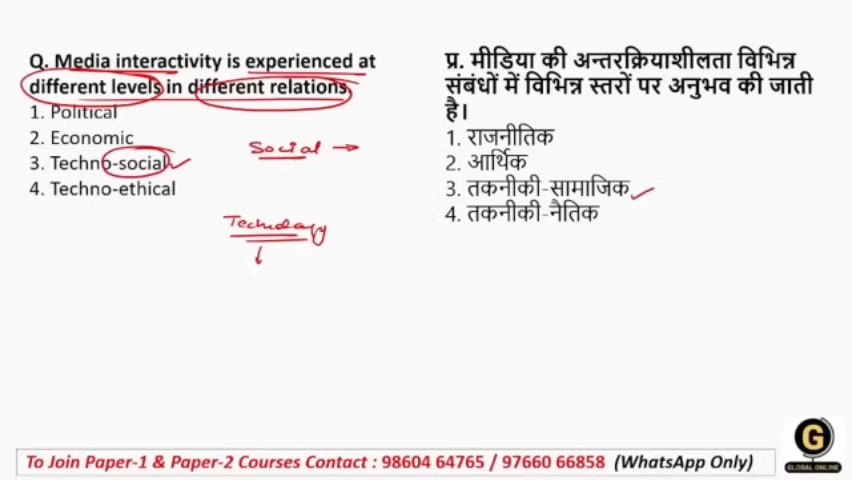 Q. Media interactivity is experienced at
different levels in different relations.
1. Political
2. Economic
3. Techno-social
4. Techno-ethical
Social →
Technology
↓
प्र. मीडिया की अन्तरक्रियाशीलता विभिन्न
संबंधों में विभिन्न स्तरों पर अनुभव की जाती
है।
1. राजनीतिक
2. आर्थिक
3. तकनीकी-सामाजिक
4. तकनीकी-नैतिक
G
GLOBAL ONLINE
To Join Paper-1 & Paper-2 Courses Contact : 98604 64765 / 97660 66858 (WhatsApp Only)